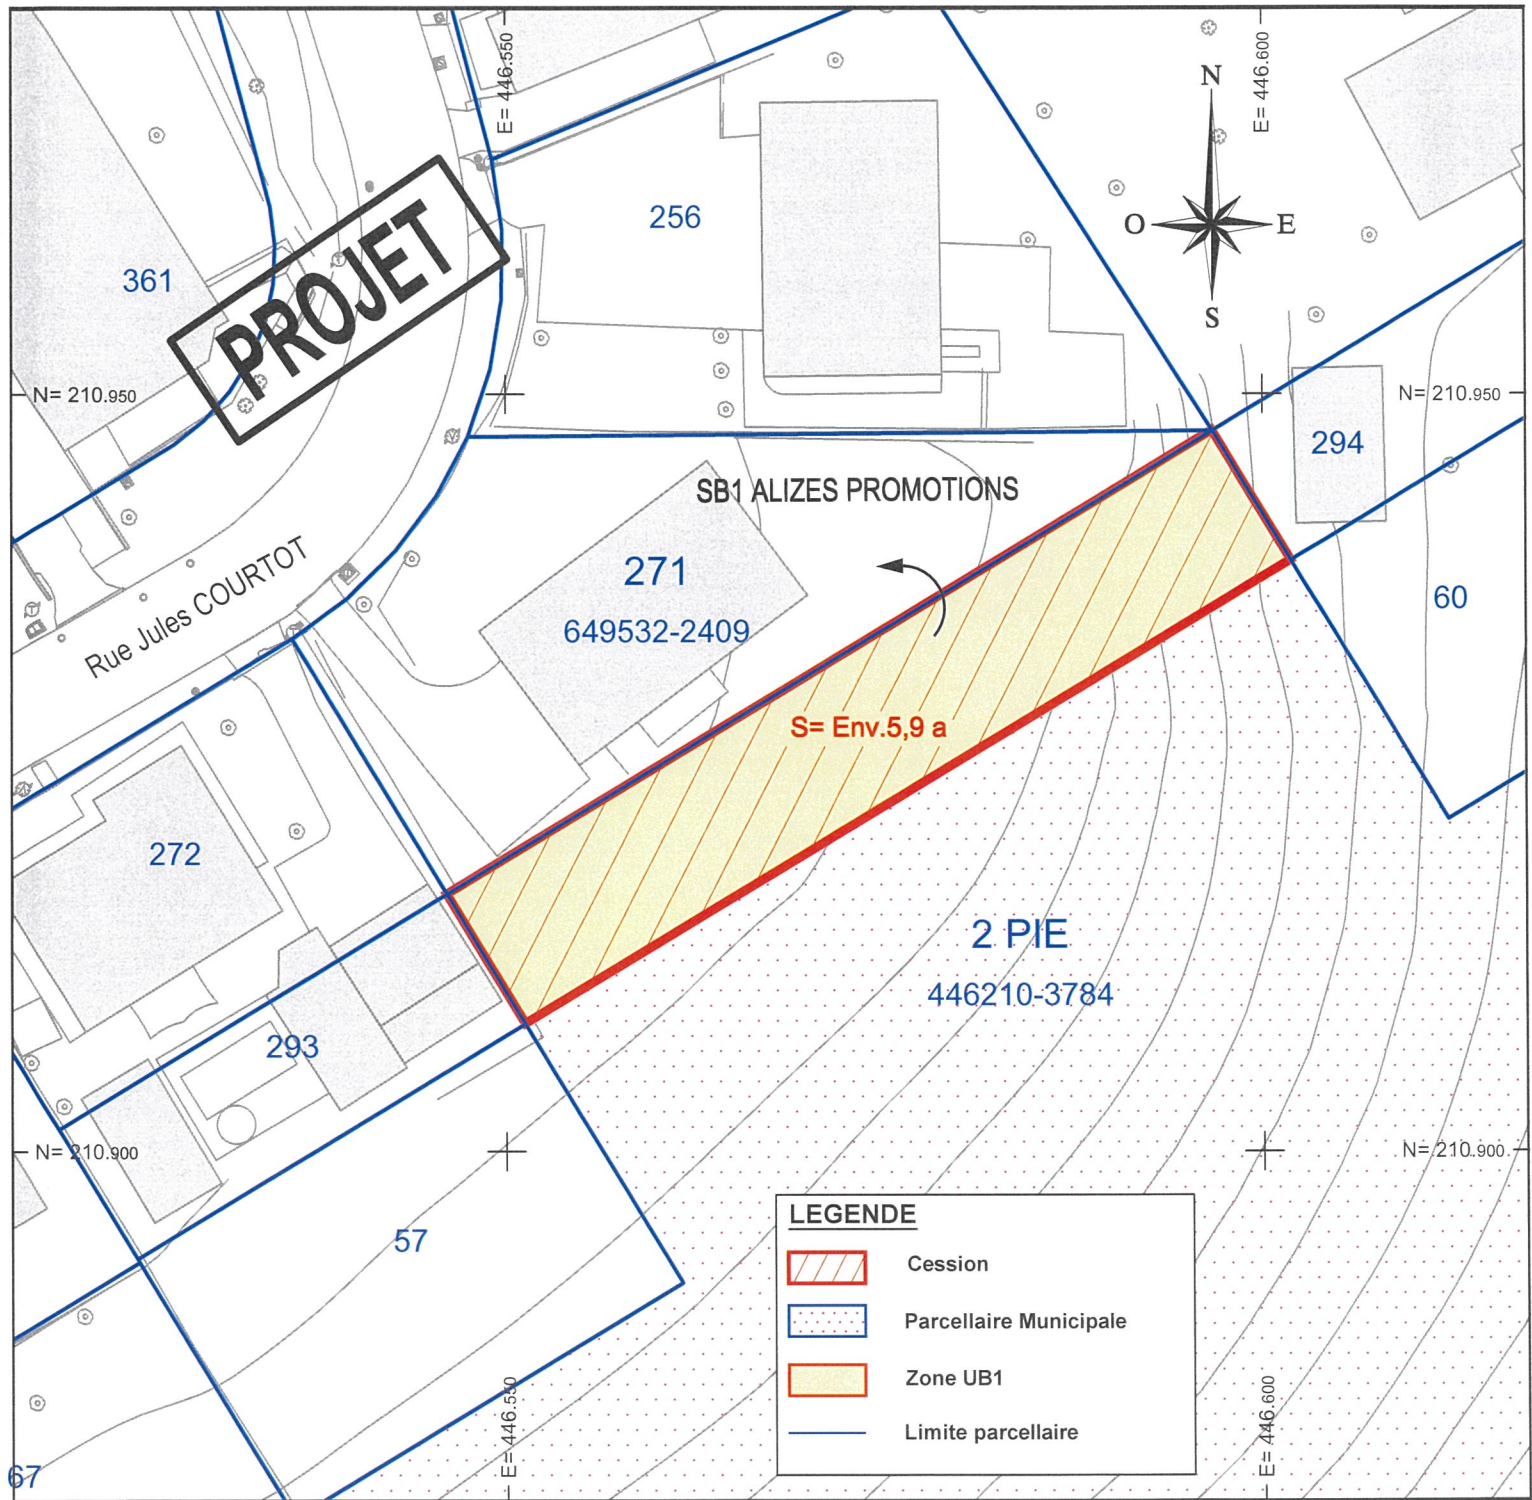 E= 446.550
E= 446.600
N
O
E
S
256
361
PROJET
N= 210.950
N= 210.950
294
SB1 ALIZES PROMOTIONS
271
649532-2409
60
Rue Jules COURTOT
S= Env.5,9 a
272
2 PIE
446210-3784
293
N= 210.900
N= 210.900
57
LEGENDE
Cession
Parcellaire Municipale
Zone UB1
Limite parcellaire
E= 446.550
E= 446.600
67